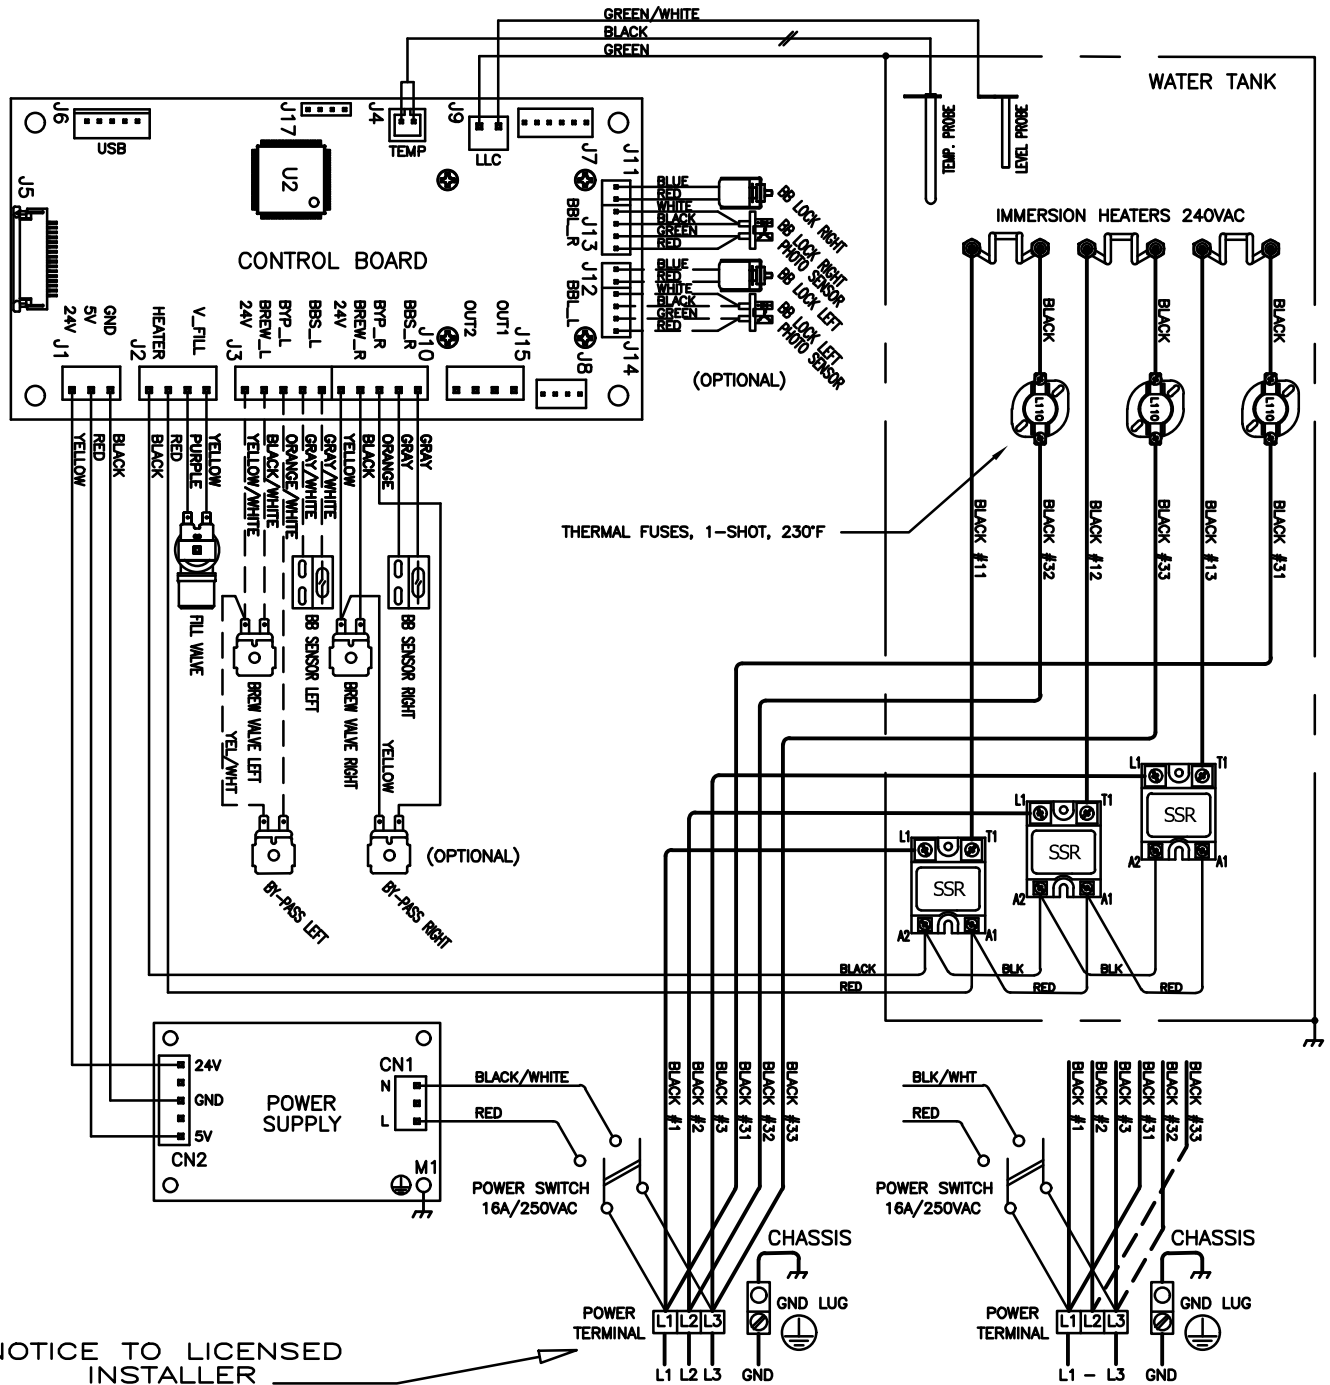 GREEN/WHITE
BLACK
GREEN
WATER TANK
J6
USB
J17
J4
TEMP
J9
LLC
J7
J11
U2
J5
BBL_R
J13
J12
BBL_L
J14
BLUE
RED
WHITE
BLACK
GREEN
RED
BLUE
RED
WHITE
BLACK
GREEN
RED
BB LOCK RIGHT
BB LOCK RIGHT
PHOTO SENSOR
BB LOCK LEFT
BB LOCK LEFT
PHOTO SENSOR
(OPTIONAL)
TEMP. PROBE
LEVEL PROBE
IMMERSION HEATERS 240VAC
CONTROL BOARD
24V
5V
GND
J1
HEATER
V_FILL
J2
24V
BREW_L
BYP_L
BBS_L
J3
24V
BREW_R
BYP_R
BBS_R
J10
OUT2
OUT1
J15
J8
BLACK
BLACK
BLACK
L110
L110
L110
THERMAL FUSES, 1-SHOT, 230°F
YELLOW
RED
BLACK
BLACK
RED
PURPLE
YELLOW
YELLOW/WHITE
BLACK/WHITE
ORANGE/WHITE
GRAY/WHITE
GRAY/WHITE
YELLOW
BLACK
ORANGE
GRAY
GRAY
BLACK #11
BLACK #32
BLACK #12
BLACK #33
BLACK #13
BLACK #31
FILL VALVE
BREW VALVE LEFT
BB SENSOR LEFT
BREW VALVE RIGHT
BB SENSOR RIGHT
YEL/WHT
YELLOW
BY-PASS LEFT
BY-PASS RIGHT
(OPTIONAL)
L1
T1
SSR
A2
A1
L1
T1
SSR
A2
A1
L1
T1
SSR
A2
A1
BLACK
BLK
BLK
RED
RED
RED
24V
GND
5V
CN2
POWER
SUPPLY
CN1
N
L
M1
BLACK/WHITE
RED
POWER SWITCH
16A/250VAC
BLACK #1
BLACK #2
BLACK #3
BLACK #31
BLACK #32
BLACK #33
CHASSIS
GND LUG
POWER
TERMINAL
L1
L2
L3
L1
L2
L3
GND
BLK/WHT
RED
POWER SWITCH
16A/250VAC
BLACK #1
BLACK #2
BLACK #3
BLACK #31
BLACK #32
BLACK #33
CHASSIS
GND LUG
POWER
TERMINAL
L1
L2
L3
L1 - L3
GND
NOTICE TO LICENSED
INSTALLER